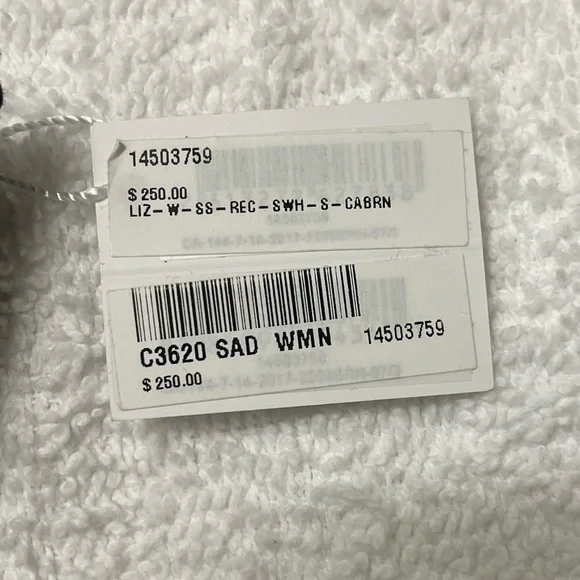 14503759
$ 250.00
LIZ-W-SS-REC-SWH-S-CABRN
C3620 SAD WMN 14503759
$ 250.00